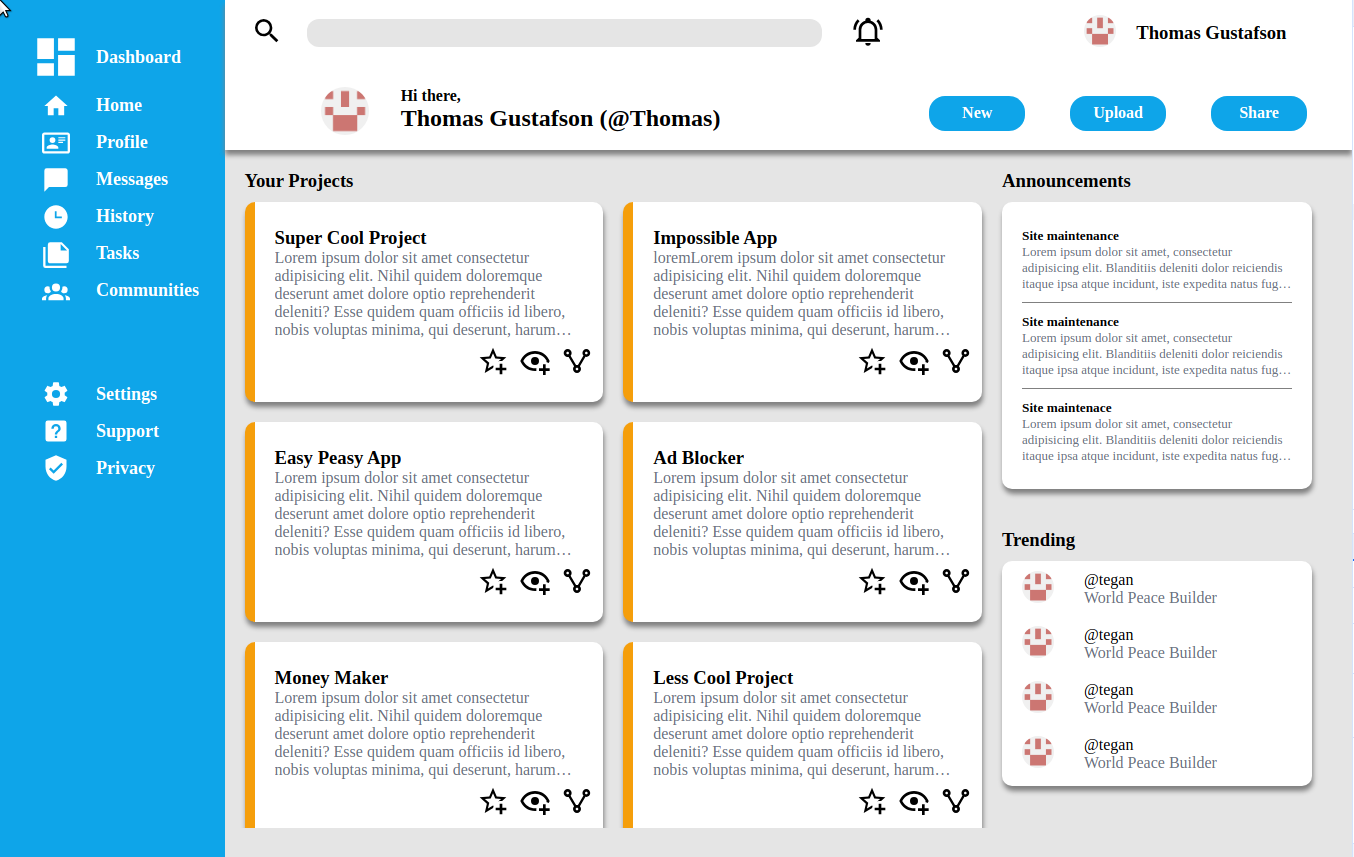 Dashboard
Home
Profile
Messages
History
Tasks
Communities
Settings
Support
Privacy
Thomas Gustafson
Hi there,
Thomas Gustafson (@Thomas)
New
Upload
Share
Your Projects
Super Cool Project
Lorem ipsum dolor sit amet consectetur
adipisicing elit. Nihil quidem doloremque
deserunt amet dolore optio reprehenderit
deleniti? Esse quidem quam officiis id libero,
nobis voluptas minima, qui deserunt, harum…
Impossible App
loremLorem ipsum dolor sit amet consectetur
adipisicing elit. Nihil quidem doloremque
deserunt amet dolore optio reprehenderit
deleniti? Esse quidem quam officiis id libero,
nobis voluptas minima, qui deserunt, harum…
Easy Peasy App
Lorem ipsum dolor sit amet consectetur
adipisicing elit. Nihil quidem doloremque
deserunt amet dolore optio reprehenderit
deleniti? Esse quidem quam officiis id libero,
nobis voluptas minima, qui deserunt, harum…
Ad Blocker
Lorem ipsum dolor sit amet consectetur
adipisicing elit. Nihil quidem doloremque
deserunt amet dolore optio reprehenderit
deleniti? Esse quidem quam officiis id libero,
nobis voluptas minima, qui deserunt, harum…
Money Maker
Lorem ipsum dolor sit amet consectetur
adipisicing elit. Nihil quidem doloremque
deserunt amet dolore optio reprehenderit
deleniti? Esse quidem quam officiis id libero,
nobis voluptas minima, qui deserunt, harum…
Less Cool Project
Lorem ipsum dolor sit amet consectetur
adipisicing elit. Nihil quidem doloremque
deserunt amet dolore optio reprehenderit
deleniti? Esse quidem quam officiis id libero,
nobis voluptas minima, qui deserunt, harum…
Announcements
Site maintenance
Lorem ipsum dolor sit amet, consectetur
adipisicing elit. Blanditiis deleniti dolor reiciendis
itaque ipsa atque incidunt, iste expedita natus fug…
Site maintenance
Lorem ipsum dolor sit amet, consectetur
adipisicing elit. Blanditiis deleniti dolor reiciendis
itaque ipsa atque incidunt, iste expedita natus fug…
Site maintenace
Lorem ipsum dolor sit amet, consectetur
adipisicing elit. Blanditiis deleniti dolor reiciendis
itaque ipsa atque incidunt, iste expedita natus fug…
Trending
@tegan
World Peace Builder
@tegan
World Peace Builder
@tegan
World Peace Builder
@tegan
World Peace Builder